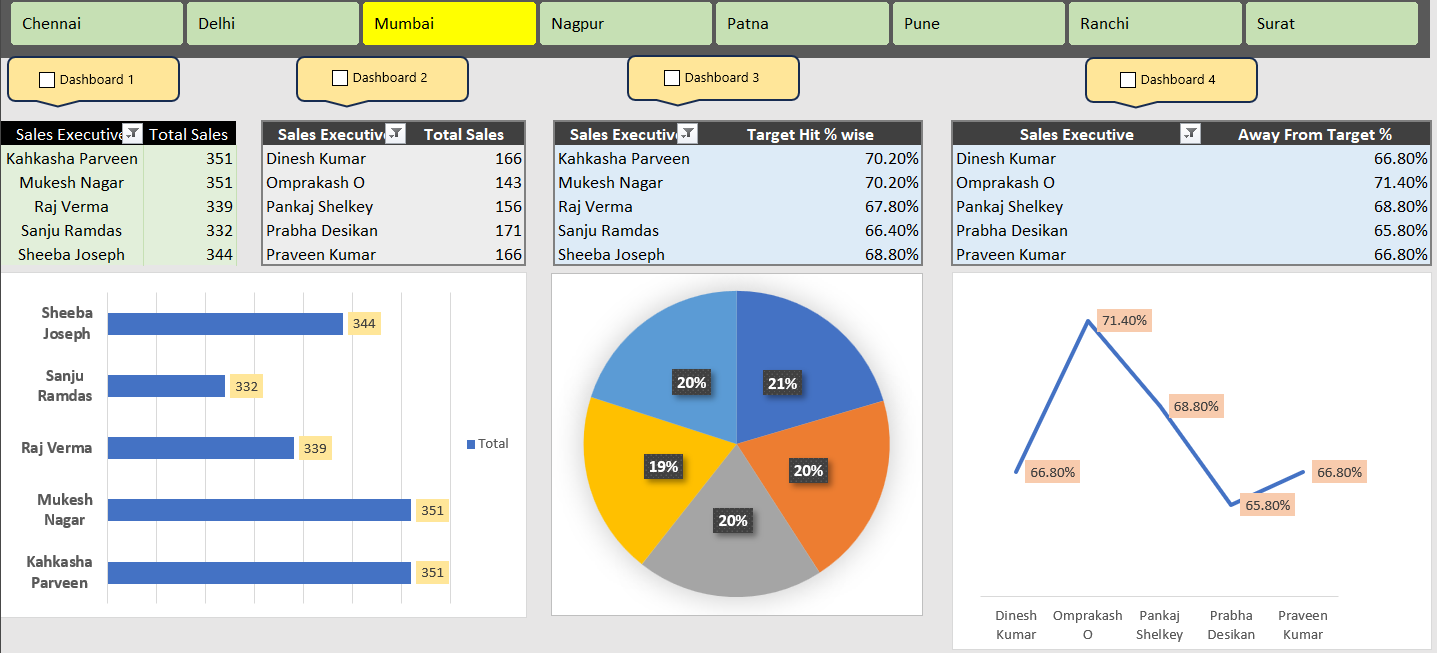 Chennai Delhi Mumbai Nagpur Patna Pune Ranchi Surat
Dashboard 1 Dashboard 2 Dashboard 3 Dashboard 4
Sales Executive Total Sales
Kahkasha Parveen 351
Mukesh Nagar 351
Raj Verma 339
Sanju Ramdas 332
Sheeba Joseph 344
Sales Executive Total Sales
Dinesh Kumar 166
Omprakash O 143
Pankaj Shelkey 156
Prabha Desikan 171
Praveen Kumar 166
Sales Executive Target Hit % wise
Kahkasha Parveen 70.20%
Mukesh Nagar 70.20%
Raj Verma 67.80%
Sanju Ramdas 66.40%
Sheeba Joseph 68.80%
Sales Executive Away From Target %
Dinesh Kumar 66.80%
Omprakash O 71.40%
Pankaj Shelkey 68.80%
Prabha Desikan 65.80%
Praveen Kumar 66.80%
Sheeba
Joseph 344
Sanju
Ramdas 332
Raj Verma 339
Mukesh
Nagar 351
Kahkasha
Parveen 351
Total
20% 21%
19% 20%
20%
71.40%
68.80%
66.80% 66.80%
65.80%
Dinesh Omprakash Pankaj Prabha Praveen
Kumar O Shelkey Desikan Kumar